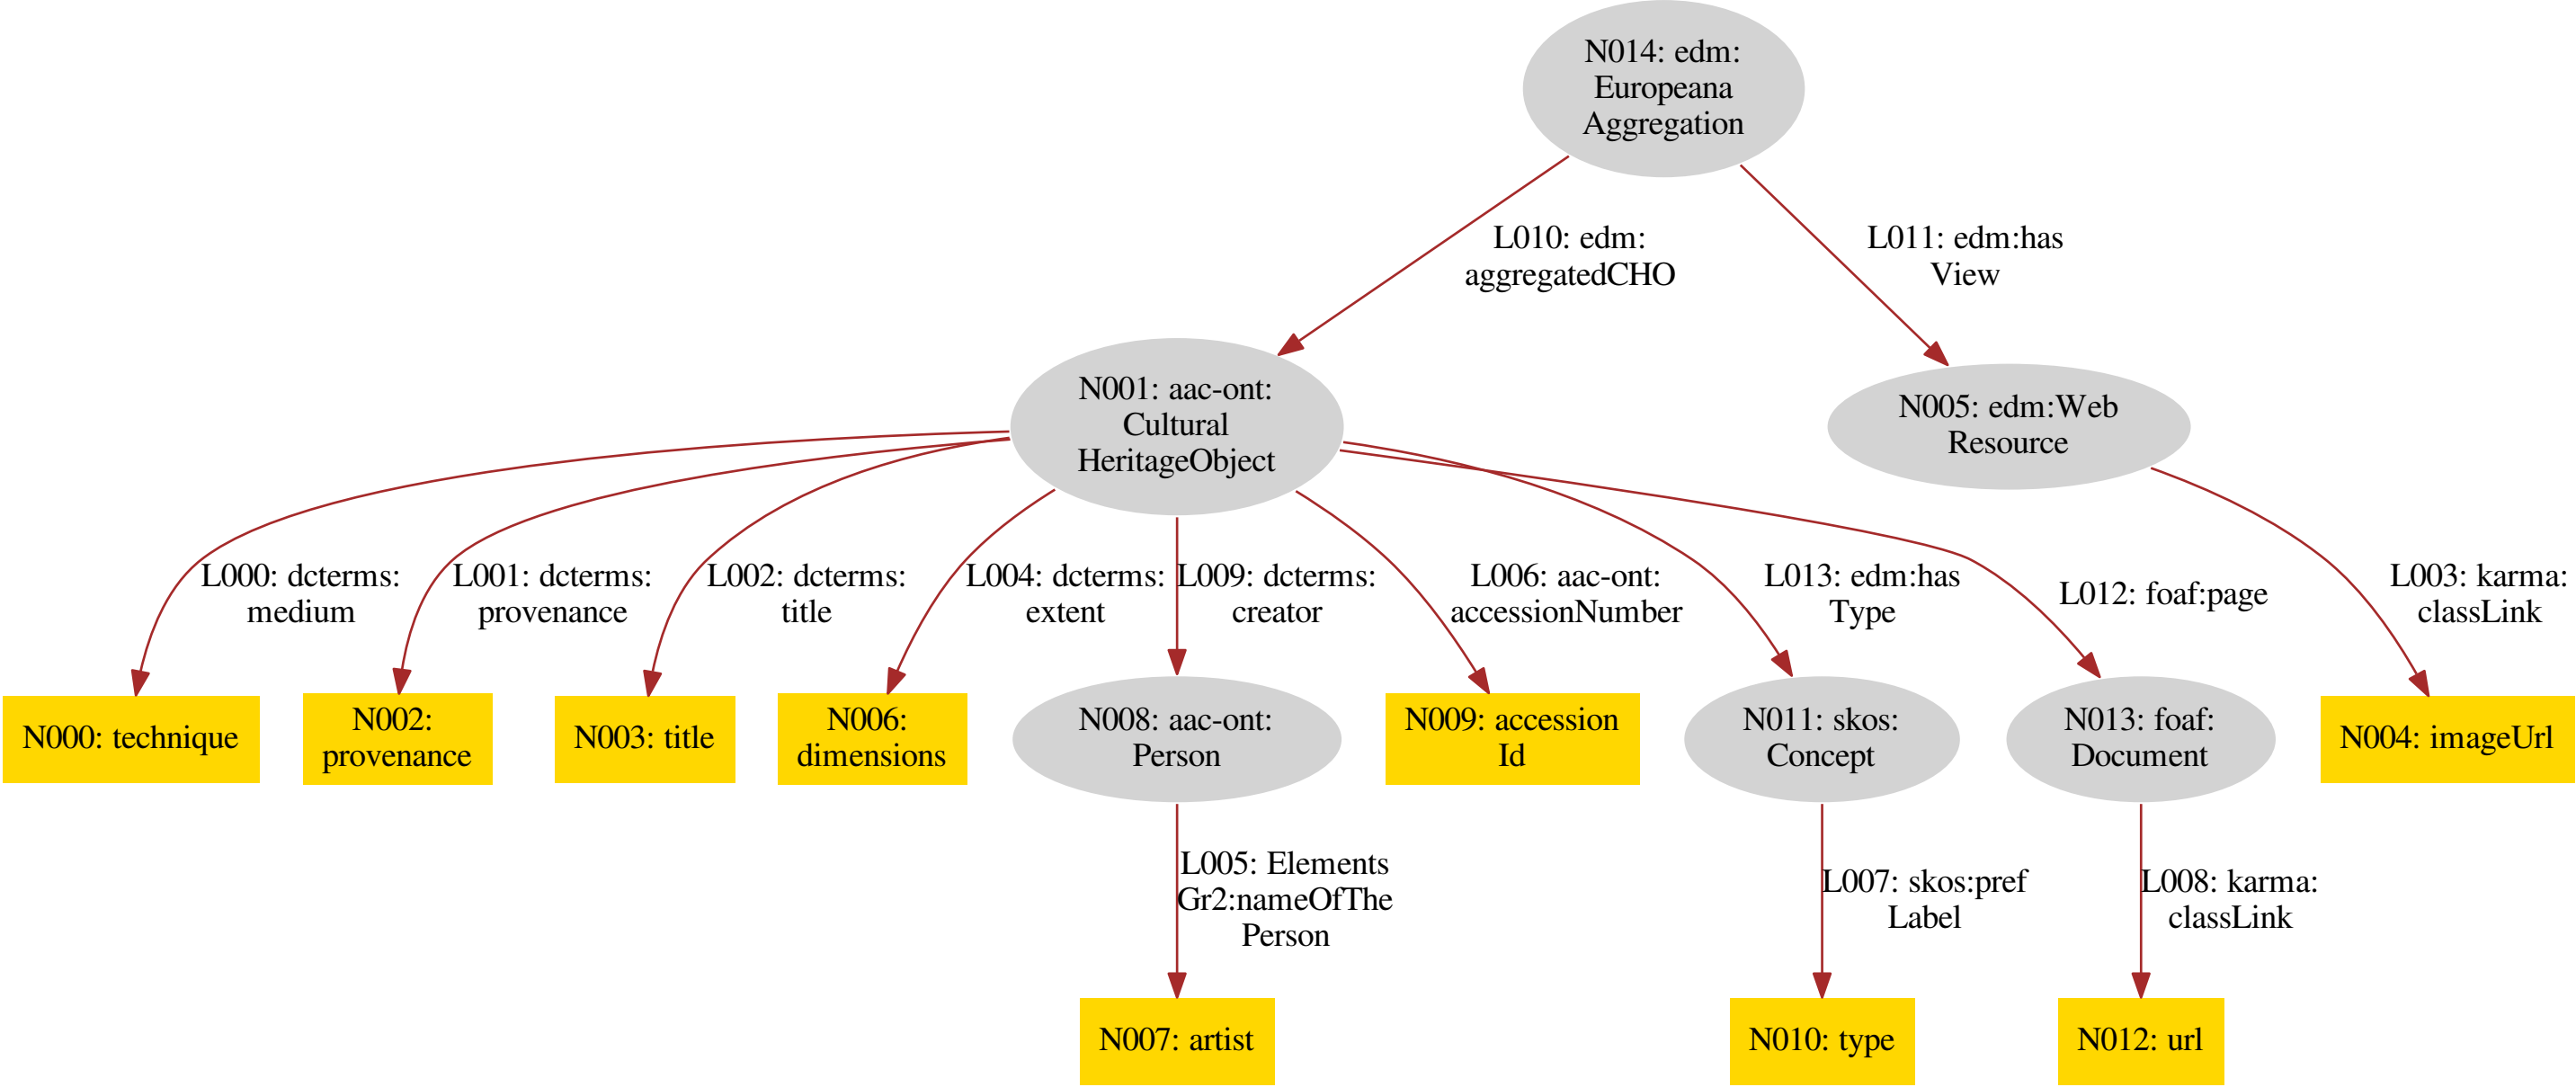 N014: edm:
Europeana
Aggregation
L010: edm:
aggregatedCHO
L011: edm:has
View
N001: aac-ont:
Cultural
HeritageObject
N005: edm:Web
Resource
L000: dcterms:
medium
L001: dcterms:
provenance
L002: dcterms:
title
L004: dcterms:
extent
L009: dcterms:
creator
L006: aac-ont:
accessionNumber
L013: edm:has
Type
L012: foaf:page
L003: karma:
classLink
N000: technique
N002:
provenance
N003: title
N006:
dimensions
N008: aac-ont:
Person
N009: accession
Id
N011: skos:
Concept
N013: foaf:
Document
N004: imageUrl
L005: Elements
Gr2:nameOfThe
Person
L007: skos:pref
Label
L008: karma:
classLink
N007: artist
N010: type
N012: url